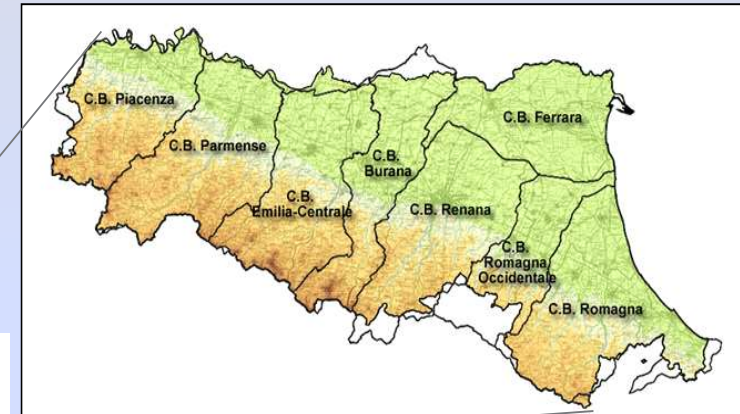 C.B. Piacenza
C.B. Parmense
C.B. Ferrara
C.B.
Burana
C.B.
Emilia-Centrale
C.B. Renana
C.B.
Romagna
Occidentale
C.B. Romagna